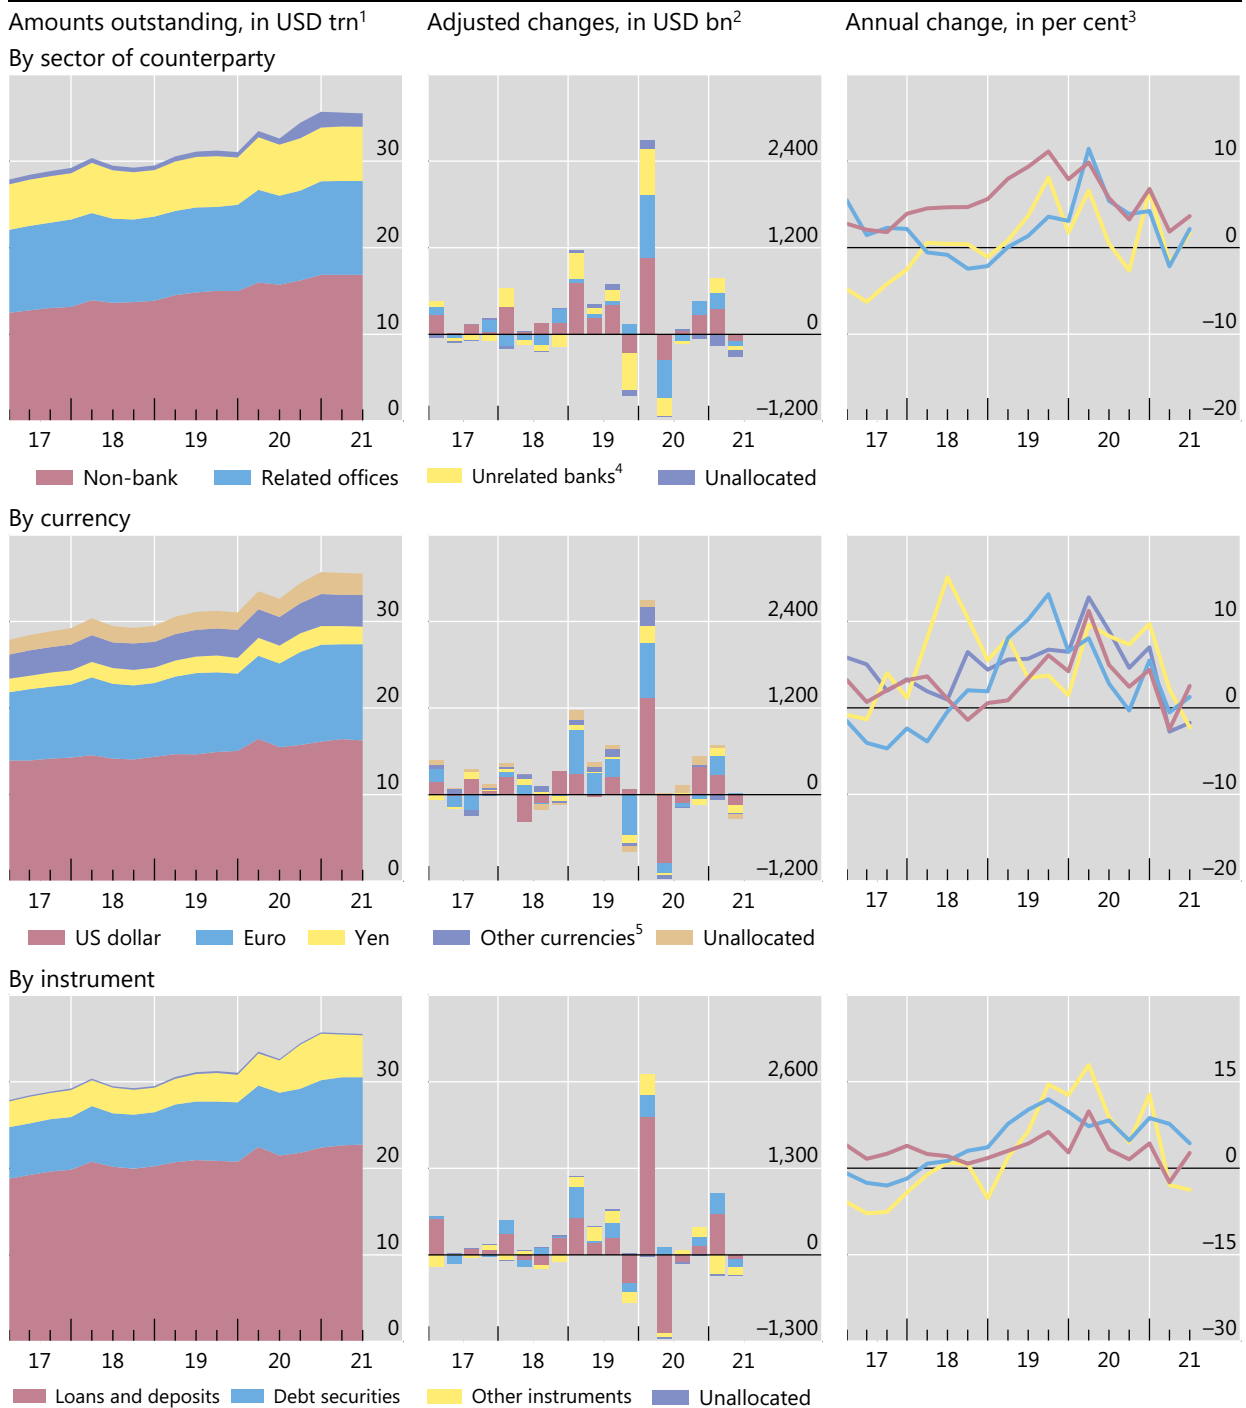 Amounts outstanding, in USD trn¹ Adjusted changes, in USD bn² Annual change, in per cent³
By sector of counterparty
30 2,400 10
20 1,200 0
10 0 –10
0 –1,200 –20
17 18 19 20 21 17 18 19 20 21 17 18 19 20 21
Non-bank Related offices Unrelated banks⁴ Unallocated
By currency
30 2,400 10
20 1,200 0
10 0 –10
0 –1,200 –20
17 18 19 20 21 17 18 19 20 21 17 18 19 20 21
US dollar Euro Yen Other currencies⁵ Unallocated
By instrument
30 2,600 15
20 1,300 0
10 0 –15
0 –1,300 –30
17 18 19 20 21 17 18 19 20 21 17 18 19 20 21
Loans and deposits Debt securities Other instruments Unallocated